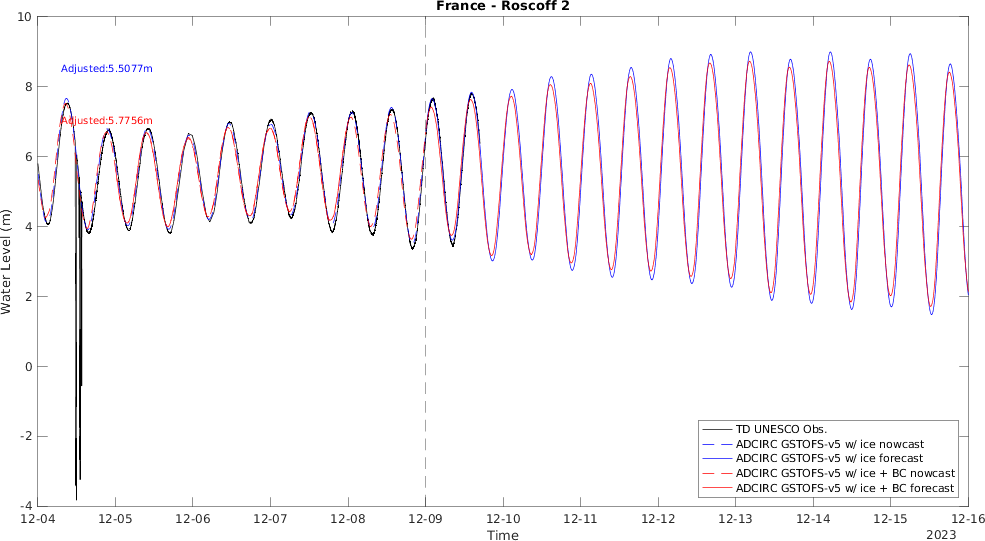 France - Roscoff 2
10
8
6
4
2
0
-2
-4
Water Level (m)
Adjusted:5.5077m
Adjusted:5.7756m
TD UNESCO Obs.
ADCIRC GSTOFS-v5 w/ ice nowcast
ADCIRC GSTOFS-v5 w/ ice forecast
ADCIRC GSTOFS-v5 w/ ice + BC nowcast
ADCIRC GSTOFS-v5 w/ ice + BC forecast
12-04 12-05 12-06 12-07 12-08 12-09 12-10 12-11 12-12 12-13 12-14 12-15 12-16
Time
2023